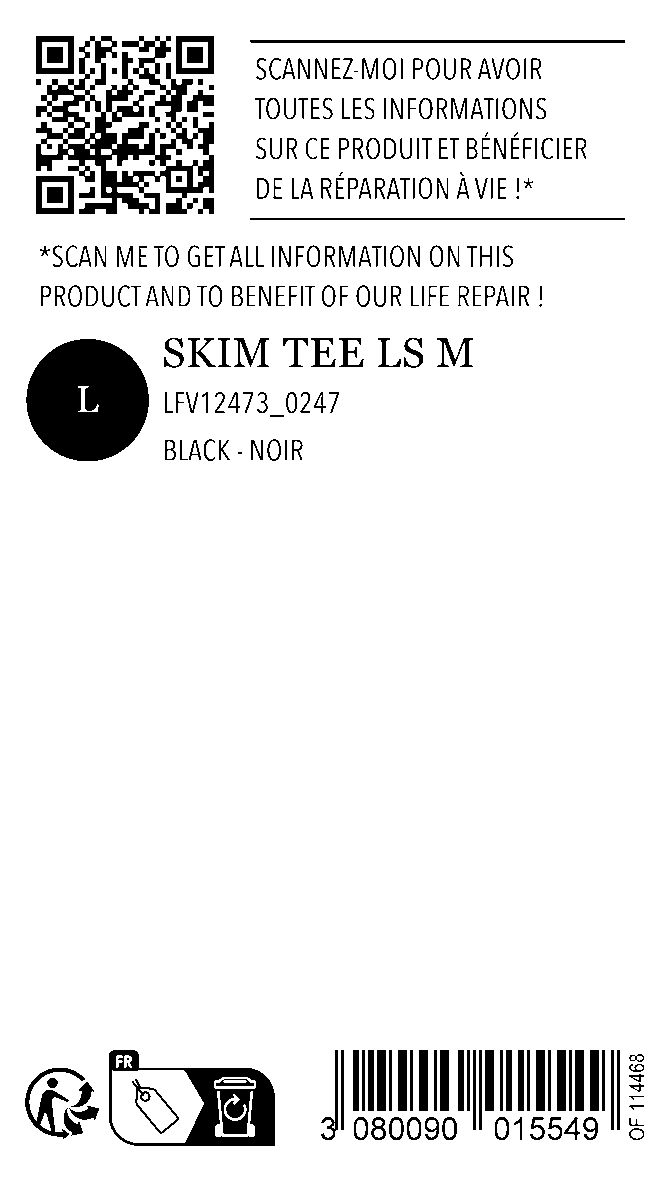 SCANNEZ-MOI POUR AVOIR
TOUTES LES INFORMATIONS
SUR CE PRODUIT ET BÉNÉFICIER
DE LA RÉPARATION À VIE !*
*SCAN ME TO GET ALL INFORMATION ON THIS
PRODUCT AND TO BENEFIT OF OUR LIFE REPAIR !
SKIM TEE LS M
L
LFV12473_0247
BLACK - NOIR
FR
3 080090 015549
OF 114468